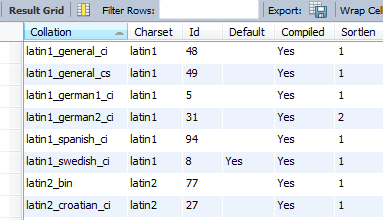 Result Grid Filter Rows: Export: Wrap Cel
Collation Charset Id Default Compiled Sortlen
latin1_general_ci latin1 48 Yes 1
latin1_general_cs latin1 49 Yes 1
latin1_german1_ci latin1 5 Yes 1
latin1_german2_ci latin1 31 Yes 2
latin1_spanish_ci latin1 94 Yes 1
latin1_swedish_ci latin1 8 Yes Yes 1
latin2_bin latin2 77 Yes 1
latin2_croatian_ci latin2 27 Yes 1